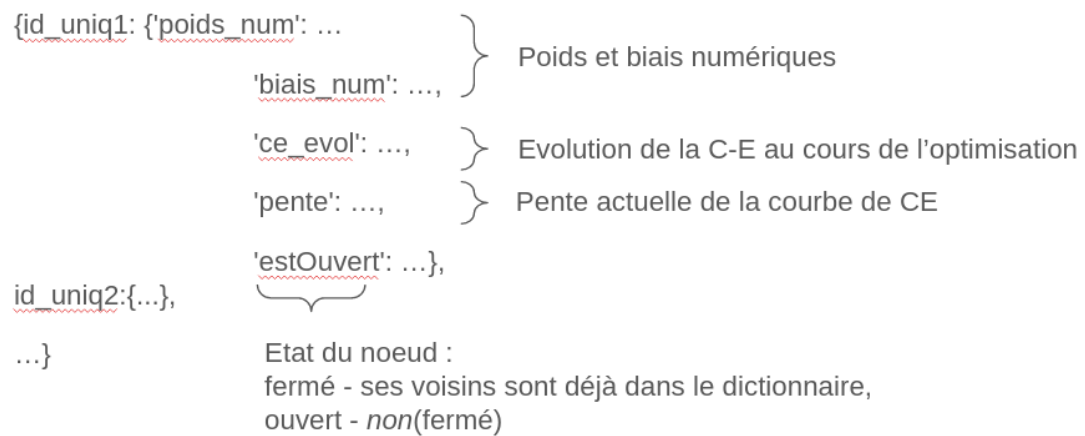 {id_uniq1: {'poids_num': …
Poids et biais numériques
'biais_num': …,
'ce_evol': …,
Evolution de la C-E au cours de l’optimisation
'pente': …,
Pente actuelle de la courbe de CE
'estOuvert': …},
id_uniq2:{...},
…}
Etat du noeud :
fermé - ses voisins sont déjà dans le dictionnaire,
ouvert - non(fermé)